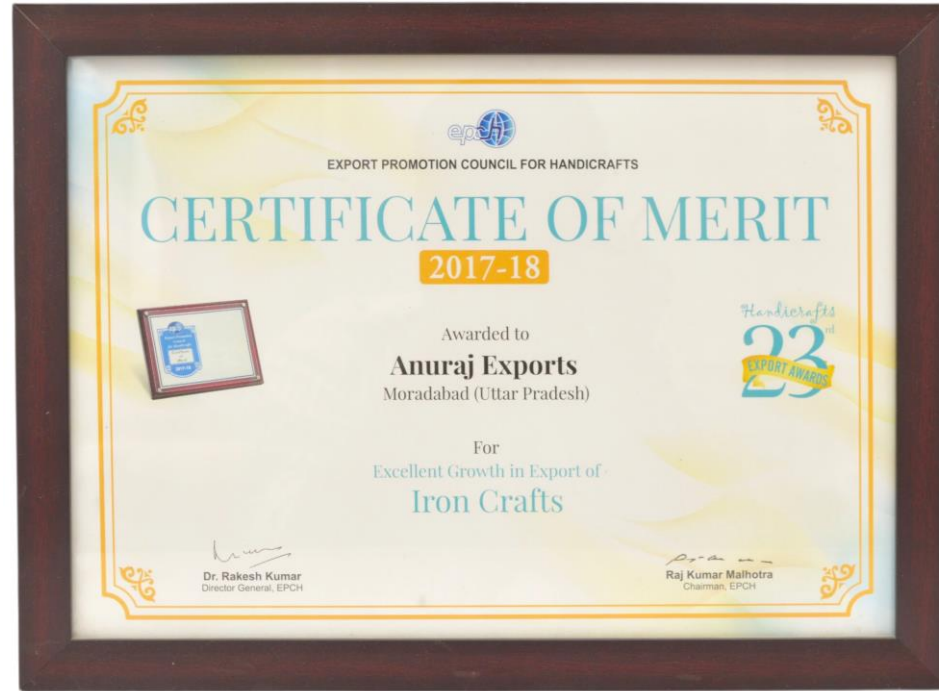 epch
EXPORT PROMOTION COUNCIL FOR HANDICRAFTS
CERTIFICATE OF MERIT
2017-18
Awarded to
Anuraj Exports
Moradabad (Uttar Pradesh)
Handicrafts
23rd
EXPORT AWARDS
For
Excellent Growth in Export of
Iron Crafts
Dr. Rakesh Kumar
Director General, EPCH
Raj Kumar Malhotra
Chairman, EPCH